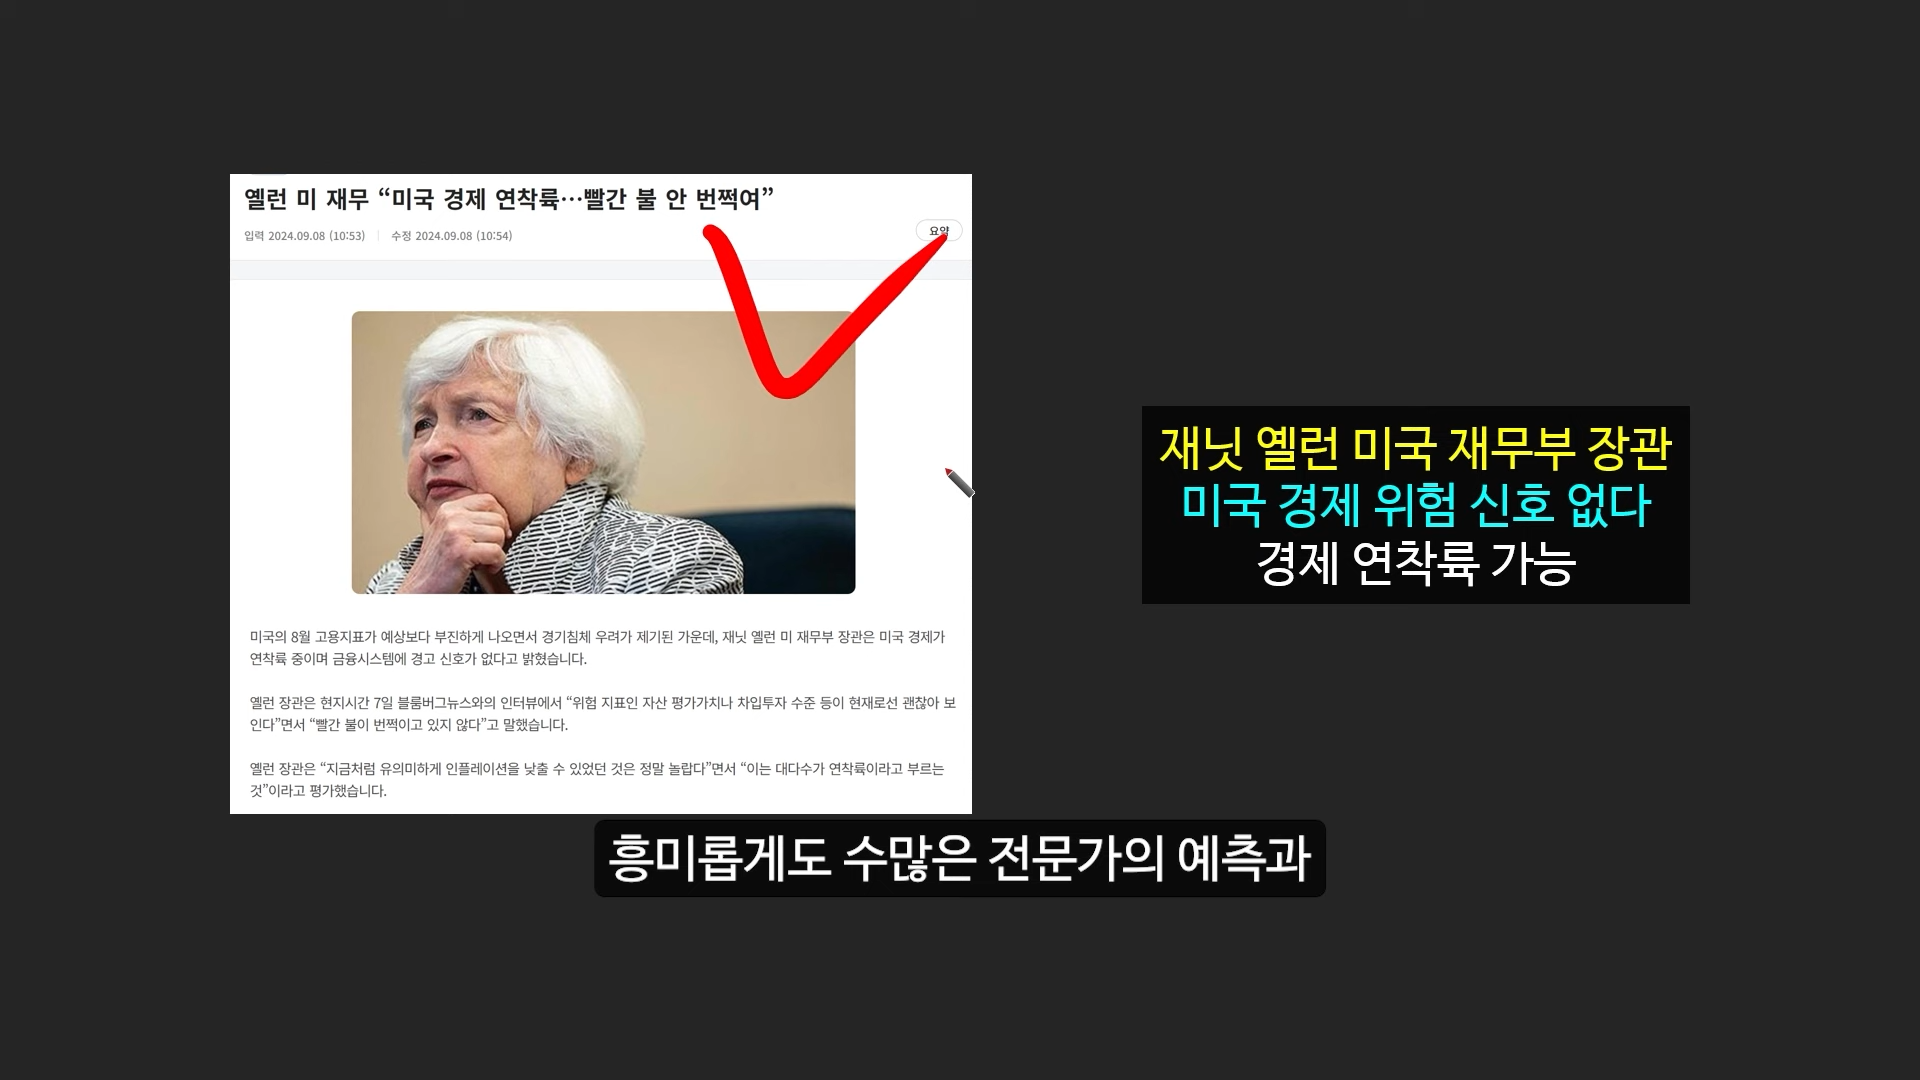 옐런 미 재무 “미국 경제 연착륙…빨간 불 안 번쩍여”
입력 2024.09.08 (10:53) 수정 2024.09.08 (10:54)
요약
미국의 8월 고용지표가 예상보다 부진하게 나오면서 경기침체 우려가 제기된 가운데, 재닛 옐런 미 재무부 장관은 미국 경제가
연착륙 중이며 금융시스템에 경고 신호가 없다고 밝혔습니다.
옐런 장관은 현지시간 7일 블룸버그뉴스와의 인터뷰에서 “위험 지표인 자산 평가가치나 차입투자 수준 등이 현재로선 괜찮아 보
인다”면서 “빨간 불이 번쩍이고 있지 않다”고 말했습니다.
옐런 장관은 “지금처럼 유의미하게 인플레이션을 낮출 수 있었던 것은 정말 놀랍다”면서 “이는 대다수가 연착륙이라고 부르는
것”이라고 평가했습니다.
재닛 옐런 미국 재무부 장관
미국 경제 위험 신호 없다
경제 연착륙 가능
흥미롭게도 수많은 전문가의 예측과